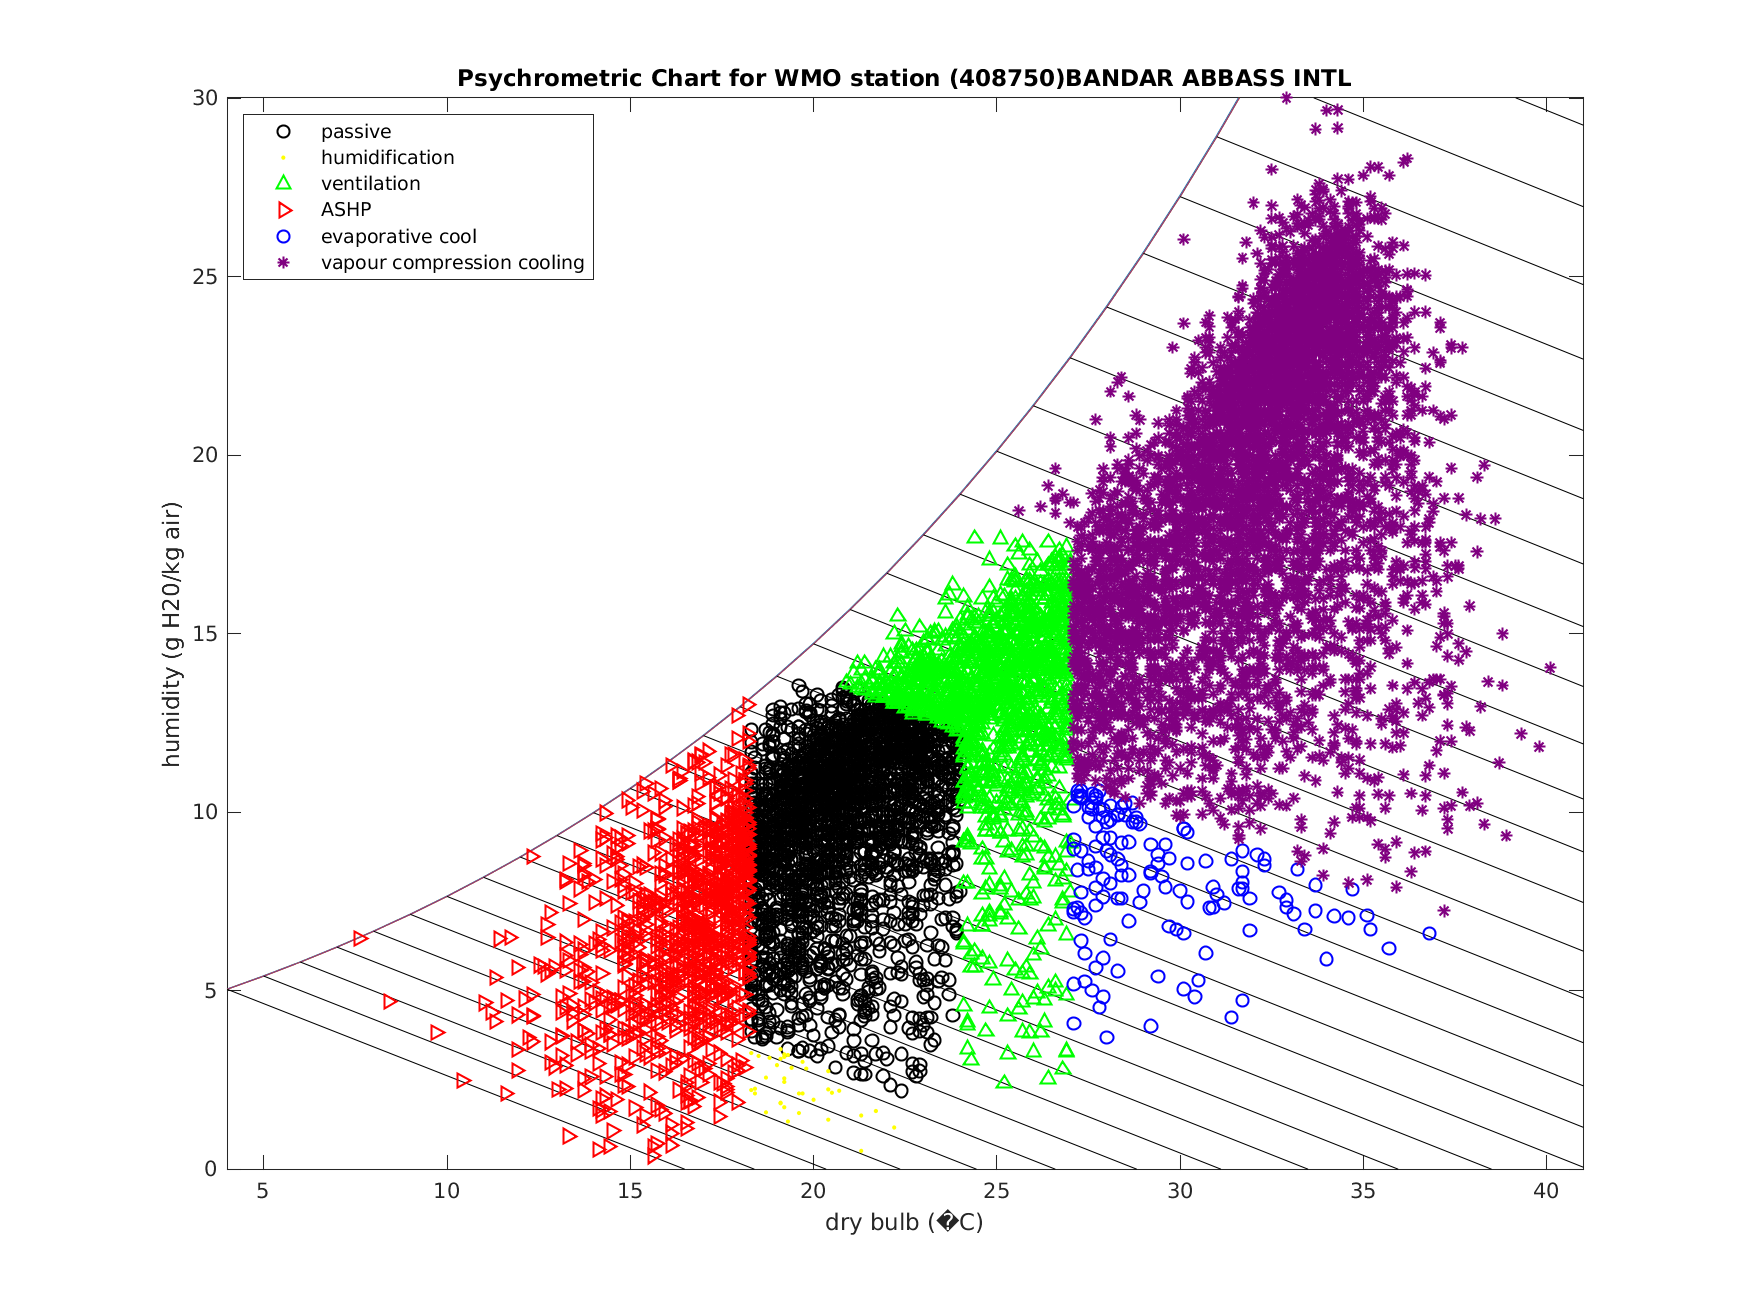 Psychrometric Chart for WMO station (408750)BANDAR ABBASS INTL
30
25
20
15
10
5
0
humidity (g H20/kg air)
passive
humidification
ventilation
ASHP
evaporative cool
vapour compression cooling
5 10 15 20 25 30 35 40
dry bulb (�C)